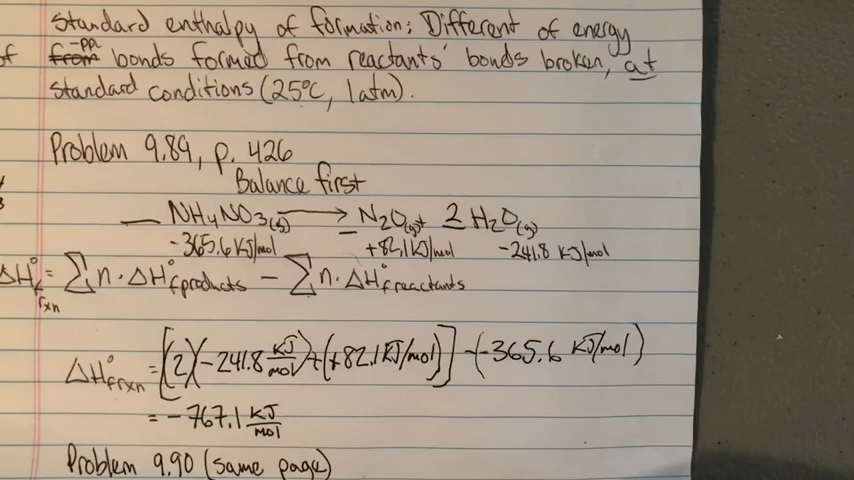 Standard enthalpy of formation: Different of energy
of -pa from bonds formed from reactants' bonds broken, at
standard conditions (25°C, 1atm).
Problem 9.89, p. 426
Balance first
__ NH4NO3(s) → _ N2O(g) + 2 H2O(g)
-365.6 KJ/mol +82.1 KJ/mol -241.8 KJ/mol
ΔH°f rxn = Σ n · ΔH°f products - Σ n · ΔH°f reactants
ΔH°f rxn = [(2)(-241.8 KJ/mol) + (+82.1 KJ/mol)] - (-365.6 KJ/mol)
= -767.1 KJ/mol
Problem 9.90 (same page)